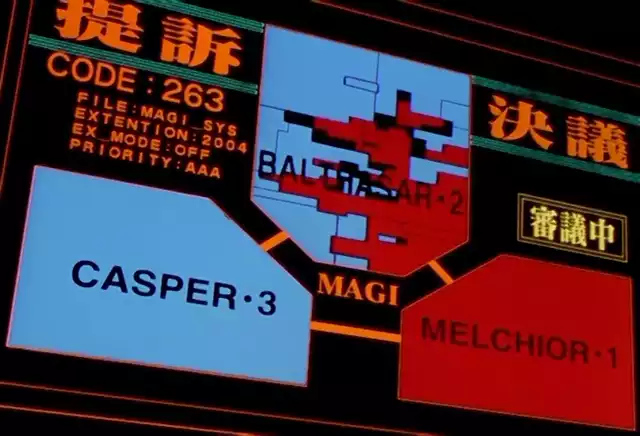 提訴
CODE : 263
FILE:MAGI_SYS
EXTENTION:2004
EX_MODE:OFF
PRIORITY:AAA
BALTHASAR・2
決議
審議中
CASPER・3
MAGI
MELCHIOR・1